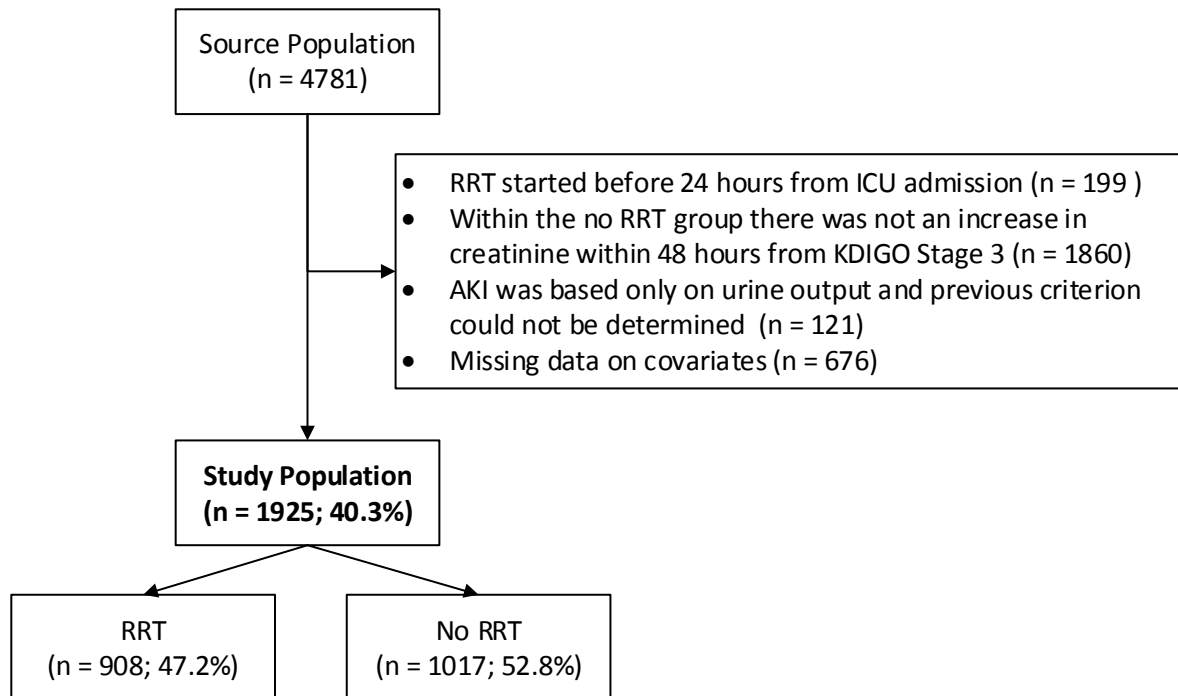 Source Population
(n = 4781)
• RRT started before 24 hours from ICU admission (n = 199 )
• Within the no RRT group there was not an increase in
creatinine within 48 hours from KDIGO Stage 3 (n = 1860)
• AKI was based only on urine output and previous criterion
could not be determined  (n = 121)
• Missing data on covariates (n = 676)
Study Population
(n = 1925; 40.3%)
RRT
(n = 908; 47.2%)
No RRT
(n = 1017; 52.8%)